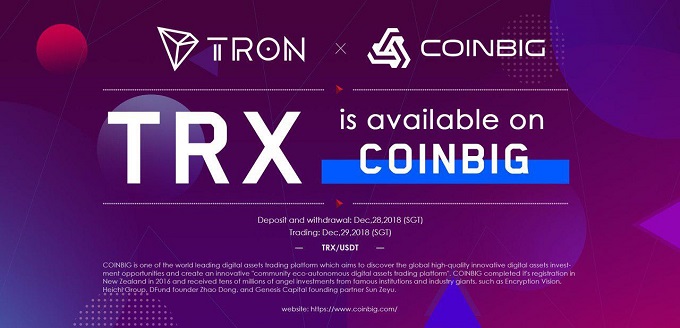 TRON × COINBIG
TRX
is available on
COINBIG
Deposit and withdrawal: Dec,28,2018 (SGT)
Trading: Dec,29,2018 (SGT)
— TRX/USDT —
COINBIG is one of the world leading digital assets trading platform which aims to discover the global high-quality innovative digital assets invest-
ment opportunities and create an innovative "community eco-autonomous digital assets trading platform". COINBIG completed it's registration in
New Zealand in 2016 and received tens of millions of angel investments from famous institutions and industry giants, such as Encryption Vision,
Heichi Group, DFund founder Zhao Dong, and Genesis Capital founding partner Sun Zeyu.
website: https://www.coinbig.com/